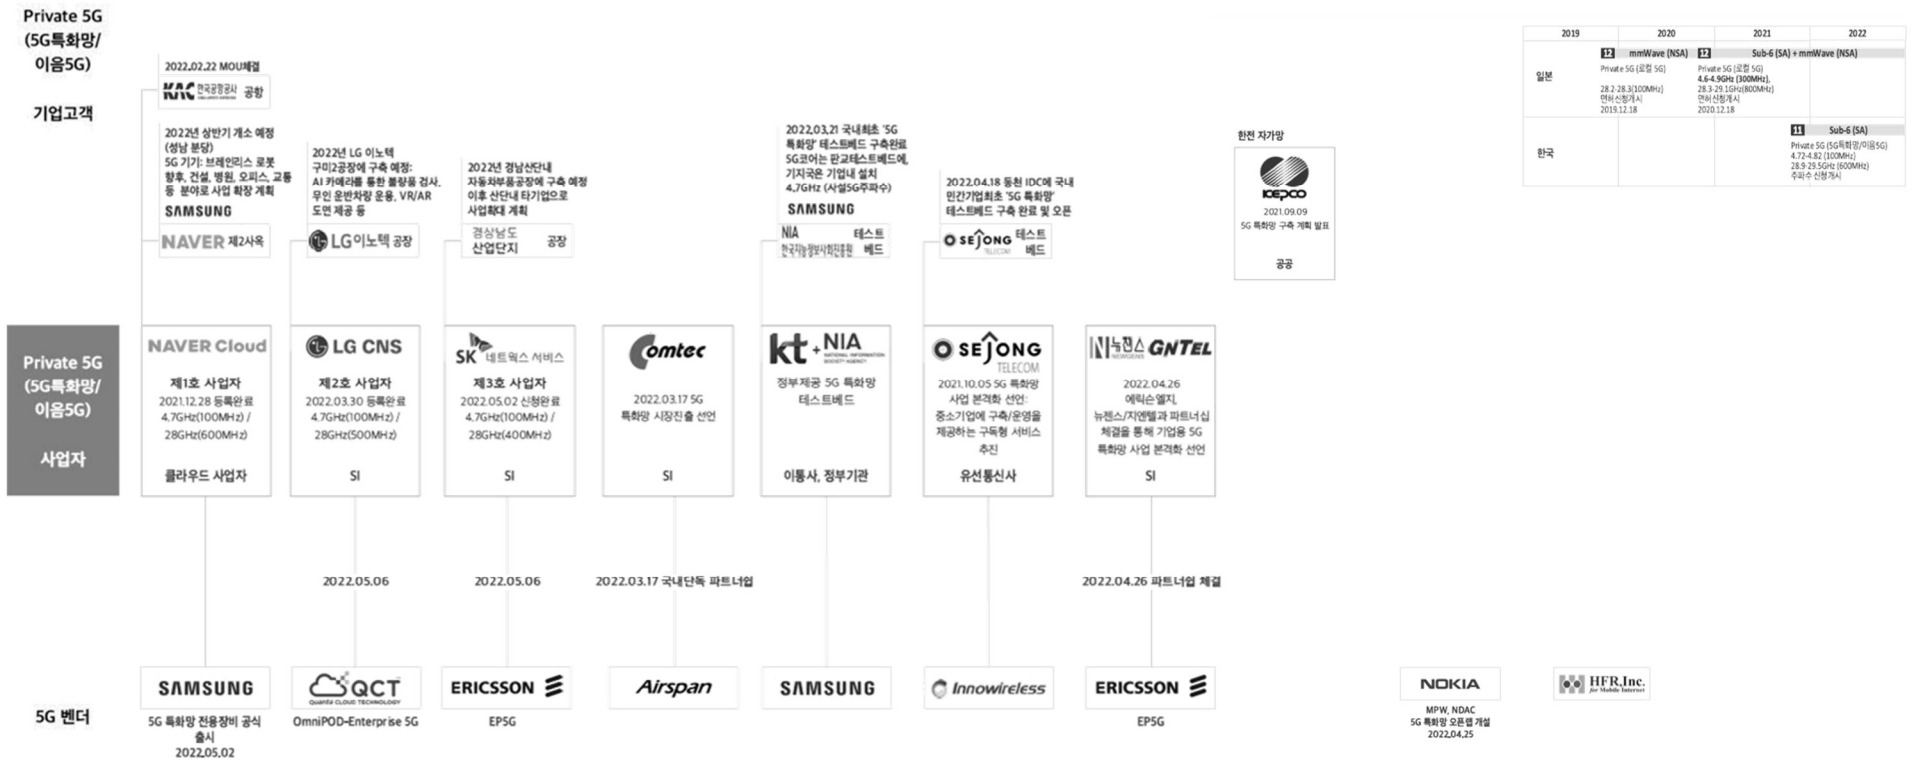 Private 5G
(5G특화망/
이음5G)
기업고객
2022.02.22 MOU체결
KAC 한국공항공사 공항
2022년 상반기 개소 예정
(성남 분당)
5G 기기: 브레인리스 로봇
향후, 건설, 병원, 오피스, 교통
등 분야로 사업 확장 계획
SAMSUNG
NAVER 제2사옥
2022년 LG 이노텍
구미2공장에 구축 예정:
AI 카메라를 통한 불량품 검사,
무인 운반차량 운용, VR/AR
도면 제공 등
LG이노텍 공장
2022년 경남산단내
자동차부품공장에 구축 예정
이후 산단내 타기업으로
사업확대 계획
경상남도
산업단지
공장
2022.03.21 국내최초 '5G
특화망' 테스트베드 구축완료
5G코어는 판교테스트베드에,
기지국은 기업내 설치
4.7GHz (사설5G주파수)
SAMSUNG
NIA
한국지능정보사회진흥원
테스트
베드
2022.04.18 동천 IDC에 국내
민간기업최초 '5G 특화망'
테스트베드 구축 완료 및 오픈
SEJONG
TELECOM
테스트
베드
한전 자가망
KEPCO
2021.09.09
5G 특화망 구축 계획 발표
공공
2019 2020 2021 2022
일본
12 mmWave (NSA)
Private 5G (로컬 5G)
28.2-28.3(100MHz)
면허신청개시
2019.12.18
12 Sub-6 (SA) + mmWave (NSA)
Private 5G (로컬 5G)
4.6-4.9GHz (300MHz),
28.3-29.1GHz(800MHz)
면허신청개시
2020.12.18
한국
11 Sub-6 (SA)
Private 5G (5G특화망/이음5G)
4.72-4.82 (100MHz)
28.9-29.5GHz (600MHz)
주파수 신청개시
Private 5G
(5G특화망/
이음5G)
사업자
NAVER Cloud
제1호 사업자
2021.12.28 등록완료
4.7GHz(100MHz) /
28GHz(600MHz)
클라우드 사업자
LG CNS
제2호 사업자
2022.03.30 등록완료
4.7GHz(100MHz) /
28GHz(500MHz)
SI
SK 네트웍스 서비스
제3호 사업자
2022.05.02 신청완료
4.7GHz(100MHz) /
28GHz(400MHz)
SI
Comtec
2022.03.17 5G
특화망 시장진출 선언
SI
kt + NIA
NATIONAL INFORMATION
SOCIETY AGENCY
정부제공 5G 특화망
테스트베드
이통사, 정부기관
SEJONG
TELECOM
2021.10.05 5G 특화망
사업 본격화 선언:
중소기업에 구축/운영을
제공하는 구독형 서비스
추진
유선통신사
뉴젠스 GNTEL
NEWGENS
2022.04.26
에릭슨엘지,
뉴젠스/지엔텔과 파트너십
체결을 통해 기업용 5G
특화망 사업 본격화 선언
SI
2022.05.06
2022.05.06
2022.03.17 국내단독 파트너쉽
2022.04.26 파트너쉽 체결
5G 벤더
SAMSUNG
5G 특화망 전용장비 공식
출시
2022.05.02
QCT
Quanta CLOUD TECHNOLOGY
OmniPOD-Enterprise 5G
ERICSSON
EP5G
Airspan
SAMSUNG
Innowireless
ERICSSON
EP5G
NOKIA
MPW, NDAC
5G 특화망 오픈랩 개설
2022.04.25
HFR,Inc.
for Mobile Internet